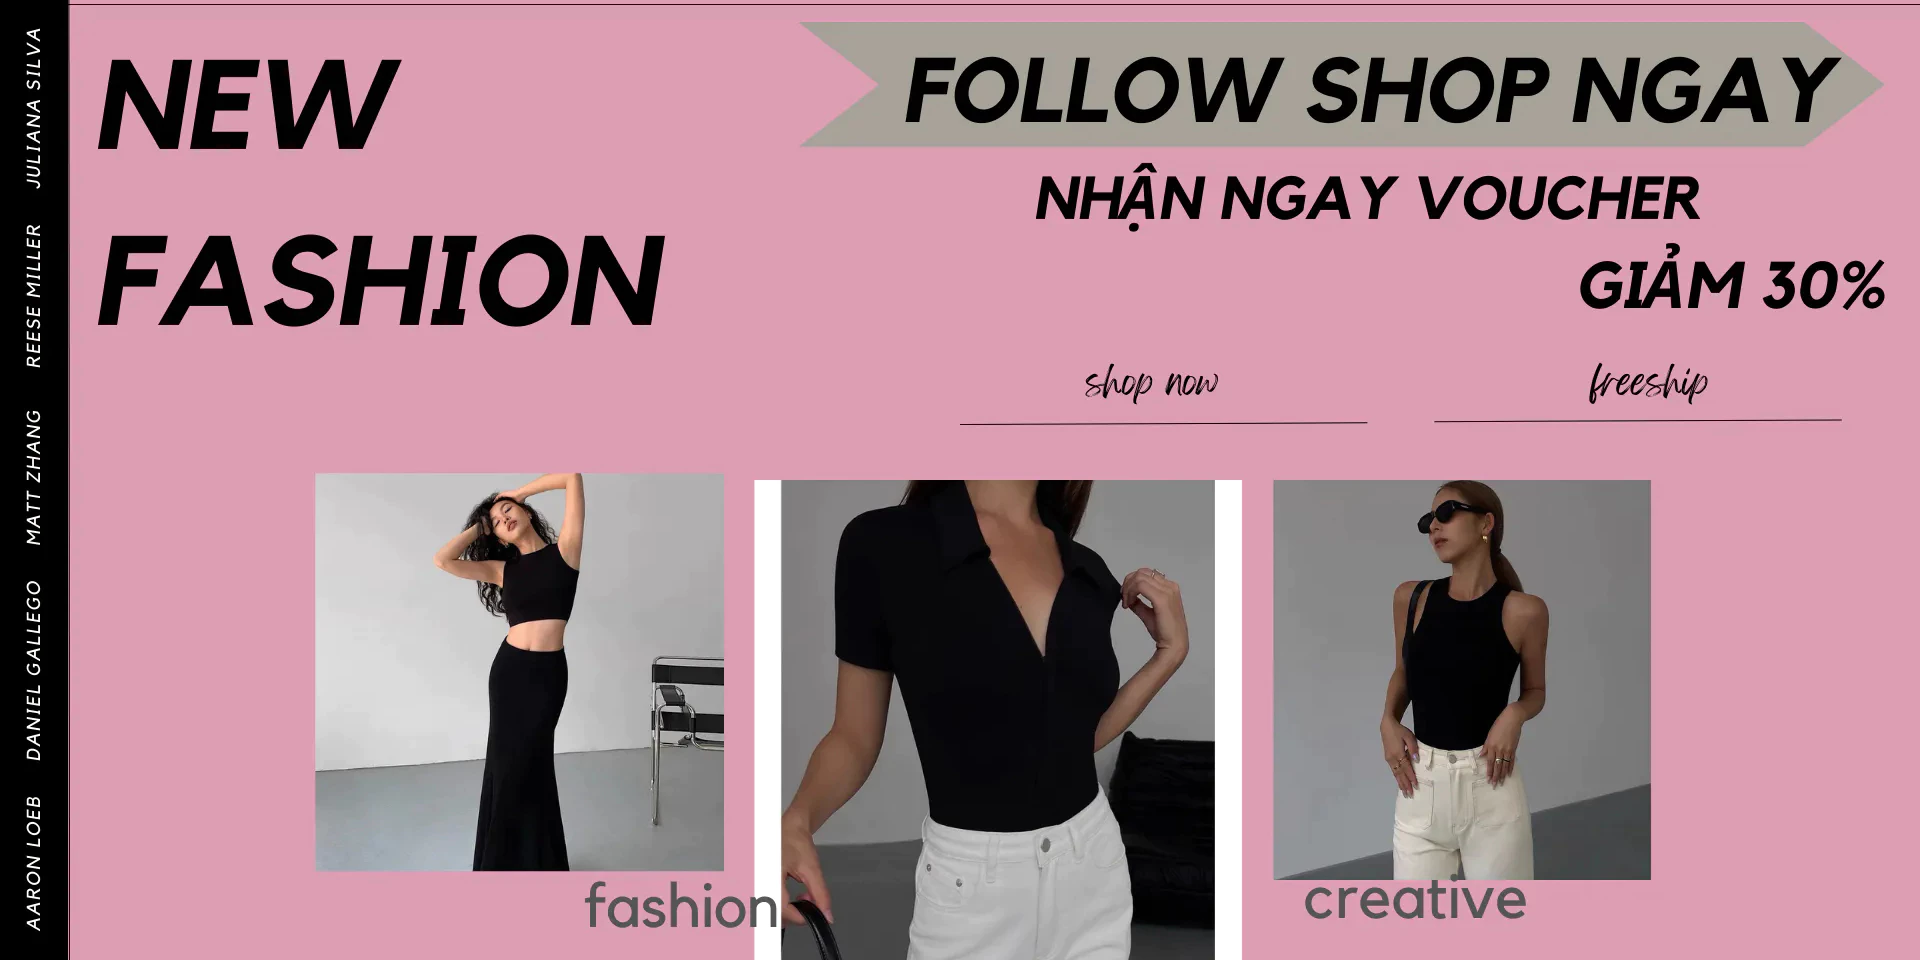 JULIANA SILVA
REESE MILLER
MATT ZHANG
DANIEL GALLEGO
AARON LOEB
NEW
FASHION
FOLLOW SHOP NGAY
NHẬN NGAY VOUCHER
GIẢM 30%
shop now
freeship
fashion
creative